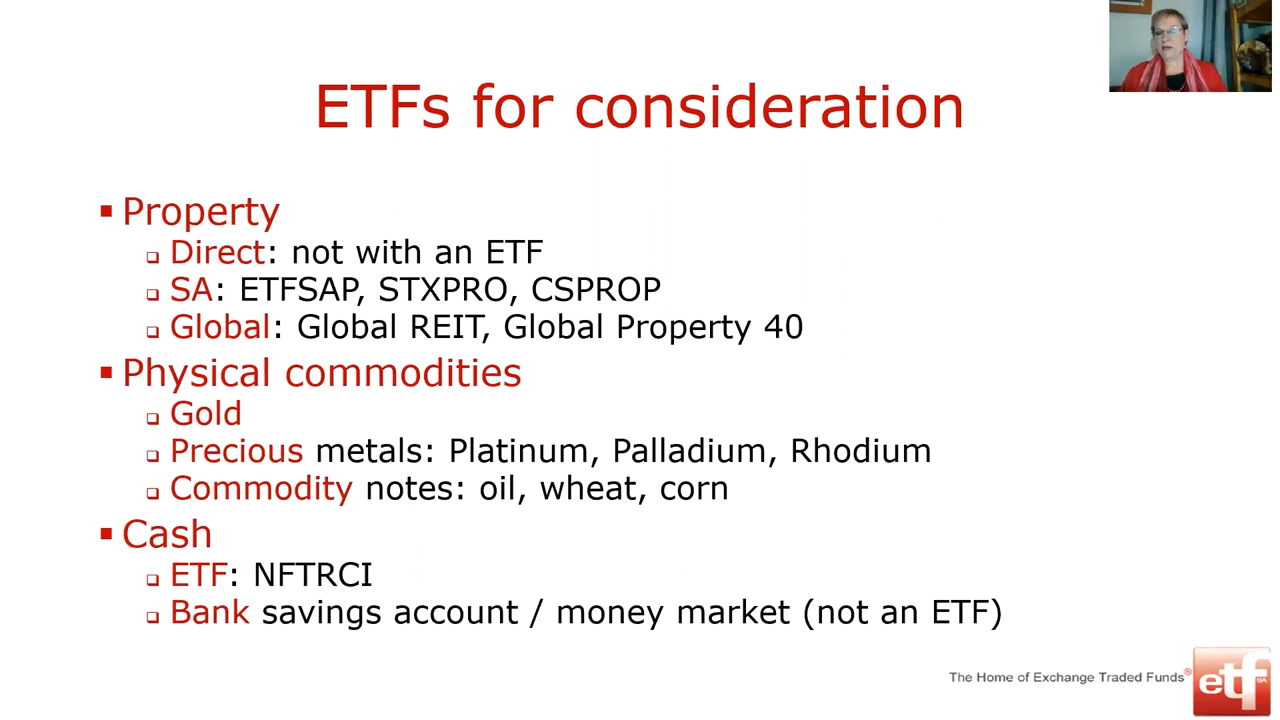 ETFs for consideration
Property
Direct: not with an ETF
SA: ETFSAP, STXPRO, CSPROP
Global: Global REIT, Global Property 40
Physical commodities
Gold
Precious metals: Platinum, Palladium, Rhodium
Commodity notes: oil, wheat, corn
Cash
ETF: NFTRCI
Bank savings account / money market (not an ETF)
The Home of Exchange Traded Funds®
etfSA